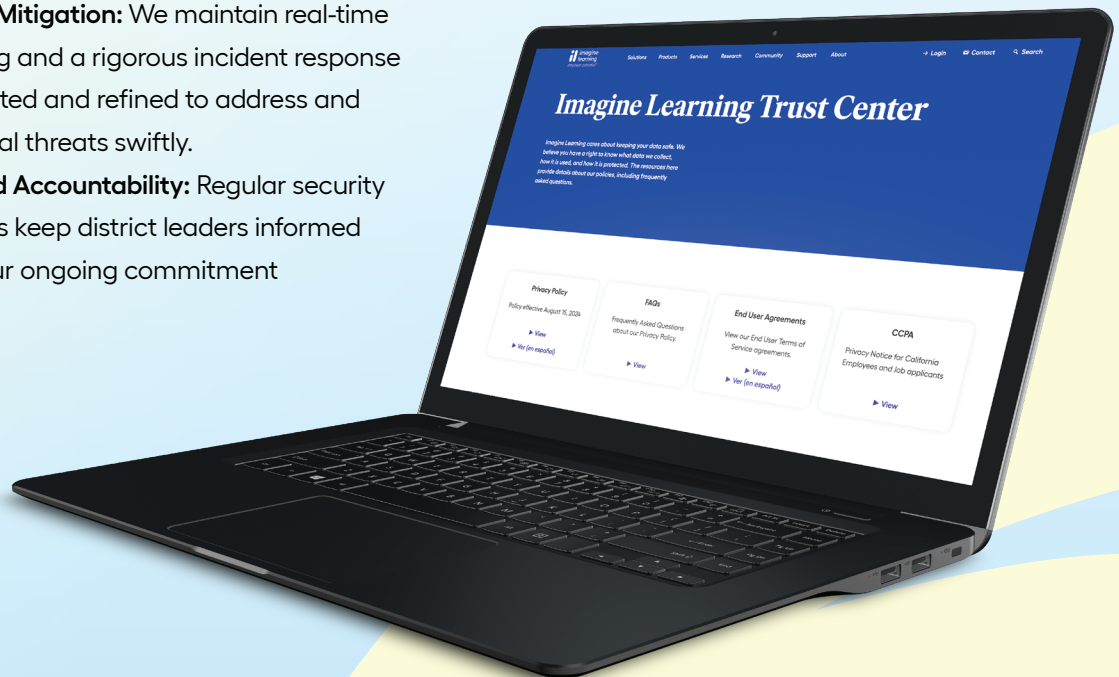 Mitigation: We maintain real-time
g and a rigorous incident response
ted and refined to address and
al threats swiftly.
d Accountability: Regular security
s keep district leaders informed
ur ongoing commitment
imagine
learning
Solutions Products Services Research Community Support About
Login Contact Search
Imagine Learning Trust Center
Imagine Learning cares about keeping your data safe. We
believe you have a right to know what data we collect,
how it is used, and how it is protected. The resources here
provide details about our policies, including frequently
asked questions.
Privacy Policy
Policy effective August 15, 2024
View
Ver (en español)
FAQs
Frequently Asked Questions
about our Privacy Policy.
View
End User Agreements
View our End User Terms of
Service agreements.
View
Ver (en español)
CCPA
Privacy Notice for California
Employees and Job applicants
View